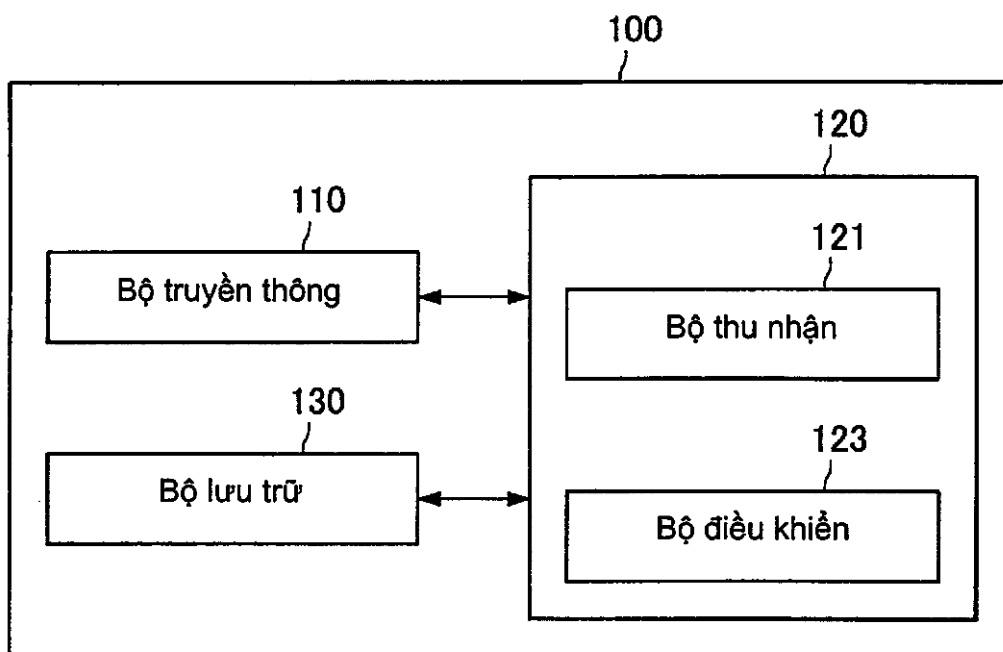 100
120
110
Bộ truyền thông
121
Bộ thu nhận
130
Bộ lưu trữ
123
Bộ điều khiển